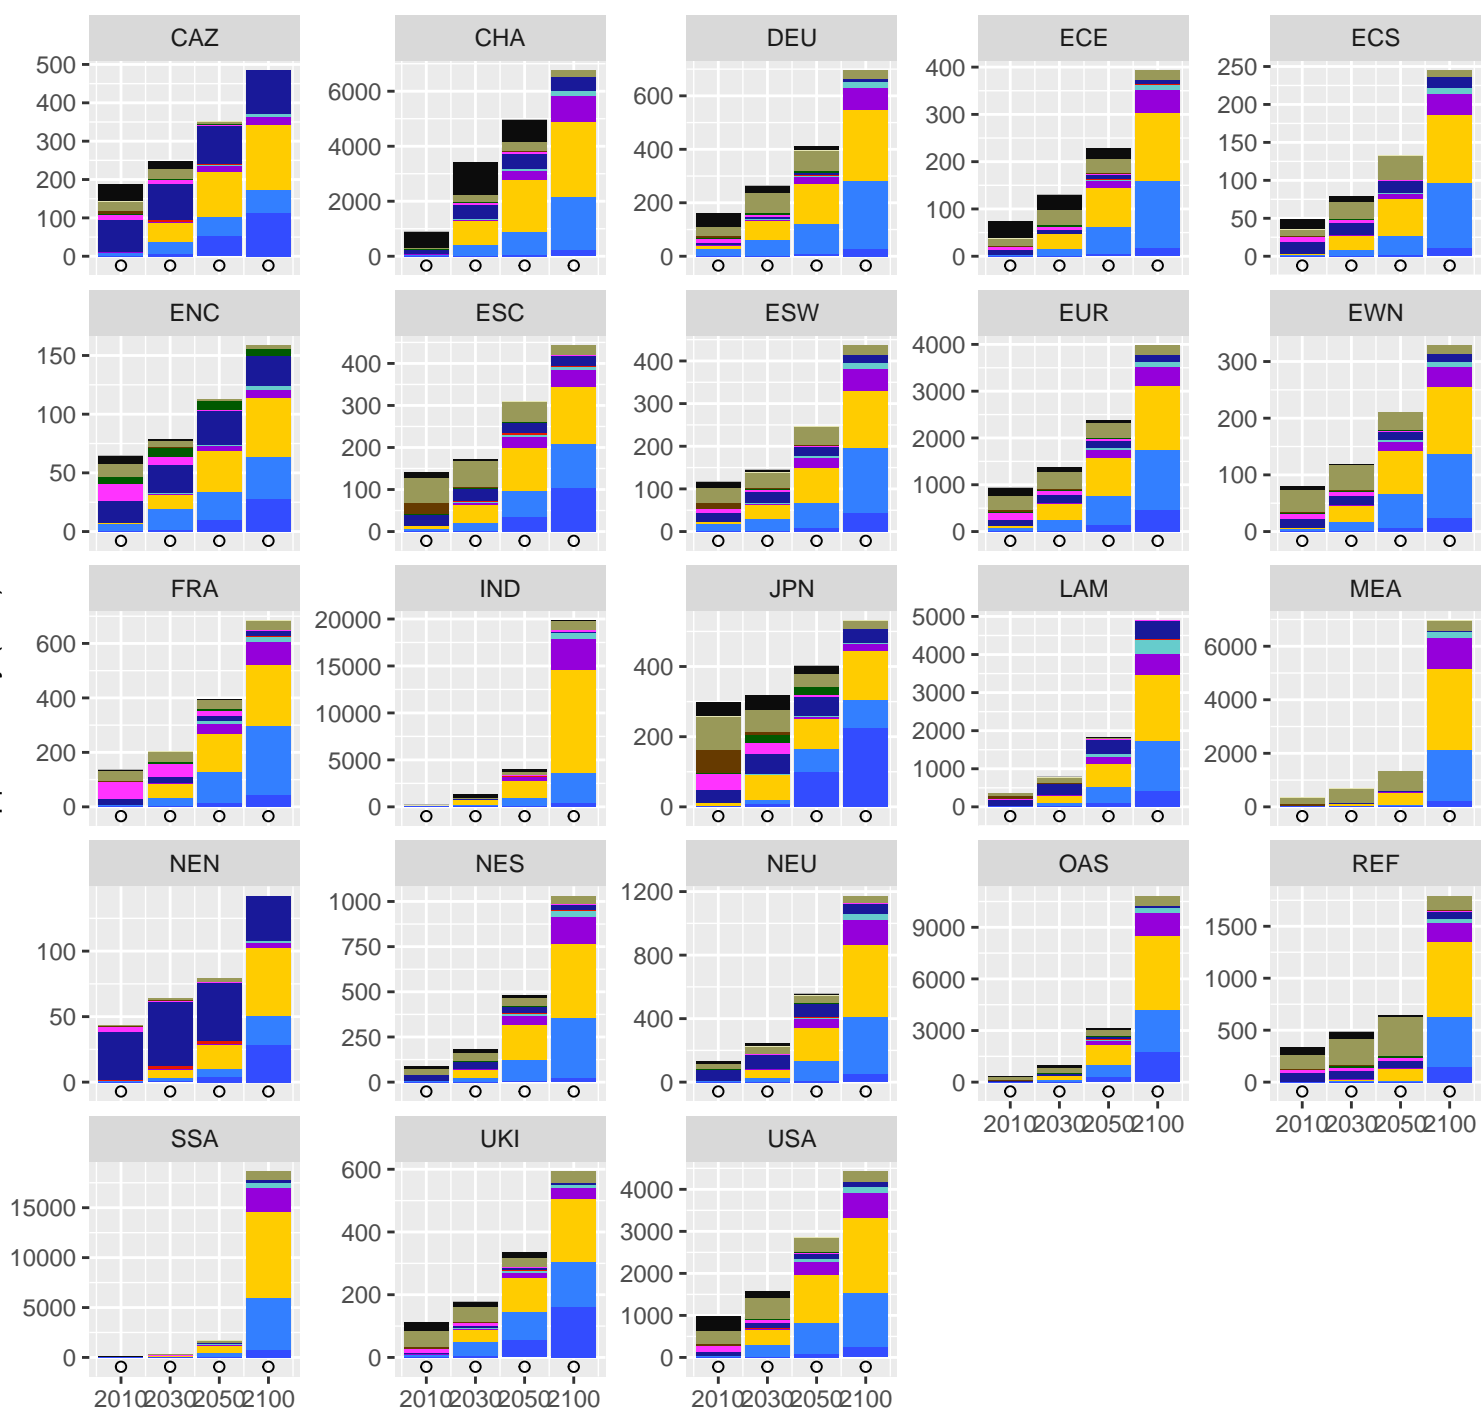 CAZ CHA DEU ECE ECS
500 400 300 200 100 0
6000 4000 2000 0
600 400 200 0
400 300 200 100 0
250 200 150 100 50 0
ENC ESC ESW EUR EWN
150 100 50 0
400 300 200 100 0
400 300 200 100 0
4000 3000 2000 1000 0
300 200 100 0
FRA IND JPN LAM MEA
600 400 200 0
20000 15000 10000 5000 0
400 200 0
5000 4000 3000 2000 1000 0
6000 4000 2000 0
NEN NES NEU OAS REF
100 50 0
1000 750 500 250 0
1200 800 400 0
9000 6000 3000 0
1500 1000 500 0
2010 2030 2050 2100
2010 2030 2050 2100
SSA UKI USA
15000 10000 5000 0
600 400 200 0
4000 3000 2000 1000 0
2010 2030 2050 2100
2010 2030 2050 2100
2010 2030 2050 2100